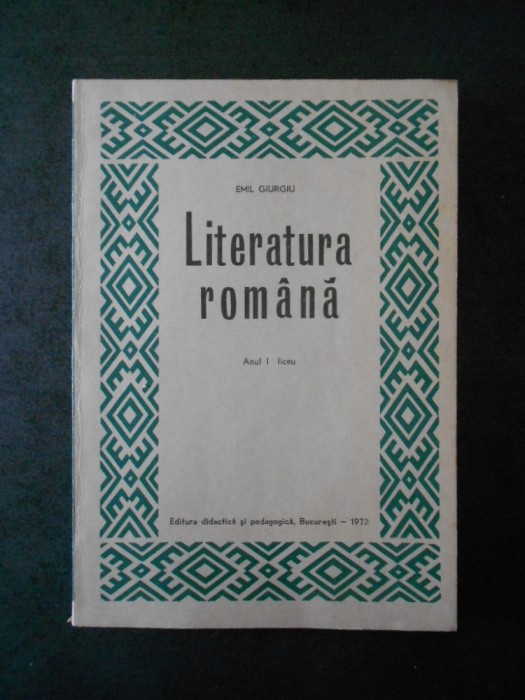 EMIL GIURGIU
Literatura
română
Anul I liceu
Editura didactică și pedagogică, București – 1972